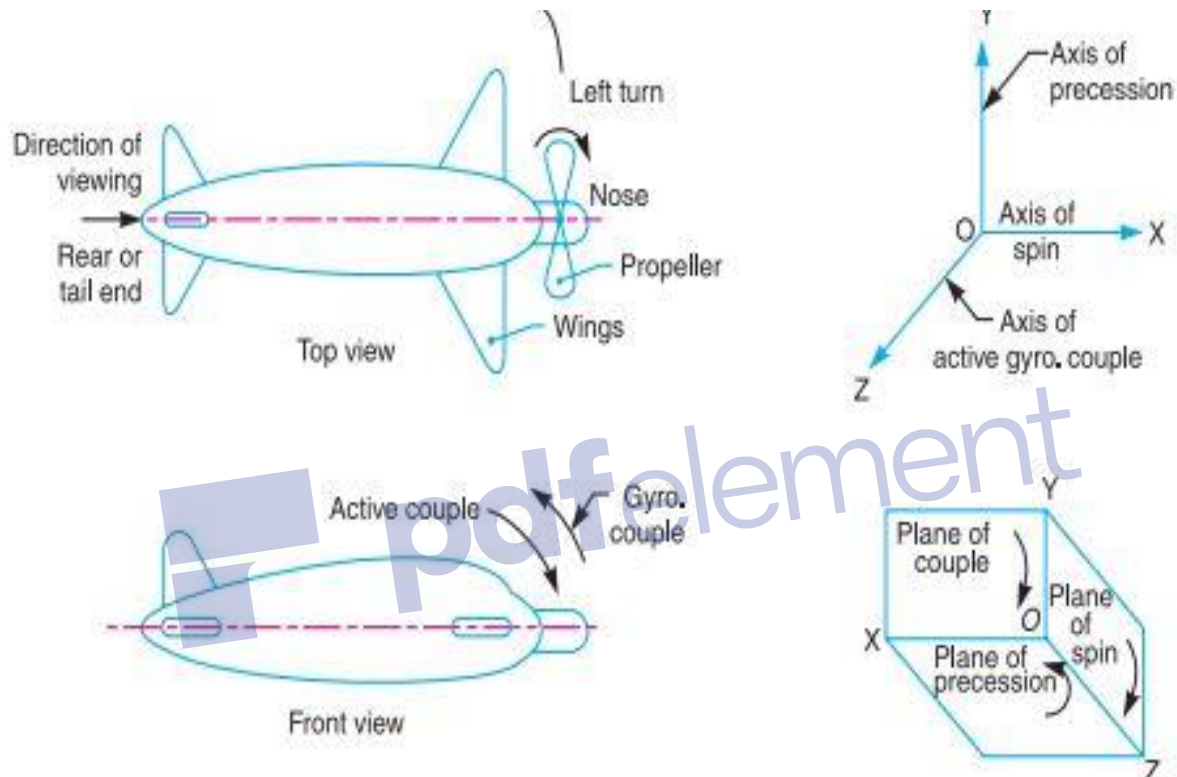 Left turn
Direction of
viewing
Nose
Rear or
tail end
Propeller
Wings
Top view
Y
Axis of
precession
O
Axis of
spin
X
Axis of
active gyro. couple
Z
Active couple
Gyro.
couple
Front view
Y
Plane of
couple
O
Plane
of
spin
X
Plane of
precession
Z
pdfelement